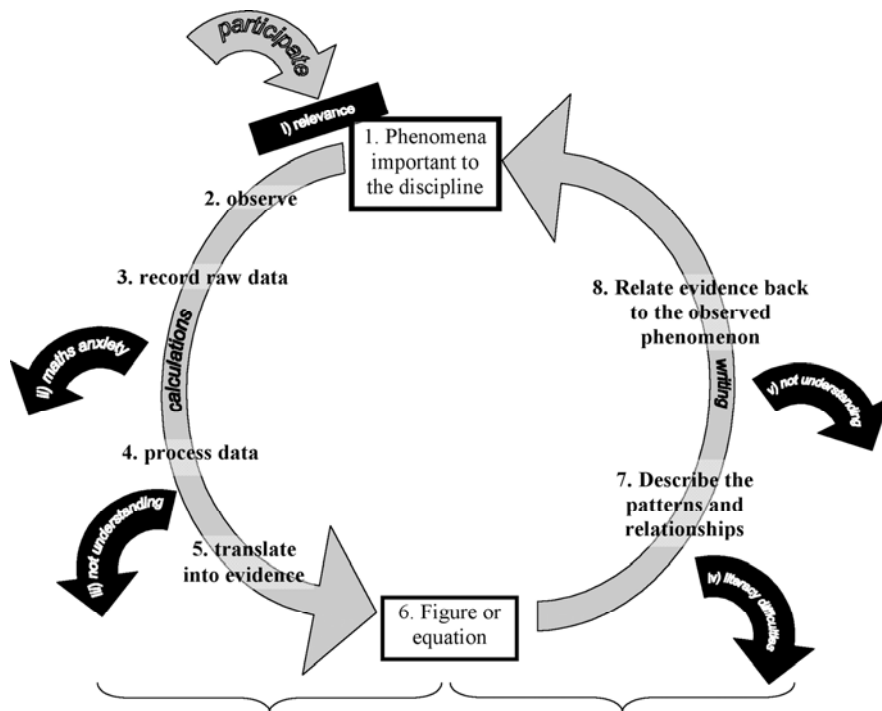 participate
i) relevance
1. Phenomena
important to
the discipline
2. observe
3. record raw data
calculations
ii) maths anxiety
4. process data
iii) not understanding
5. translate
into evidence
6. Figure or
equation
7. Describe the
patterns and
relationships
iv) literacy difficulties
writing
8. Relate evidence back
to the observed
phenomenon
v) not understanding